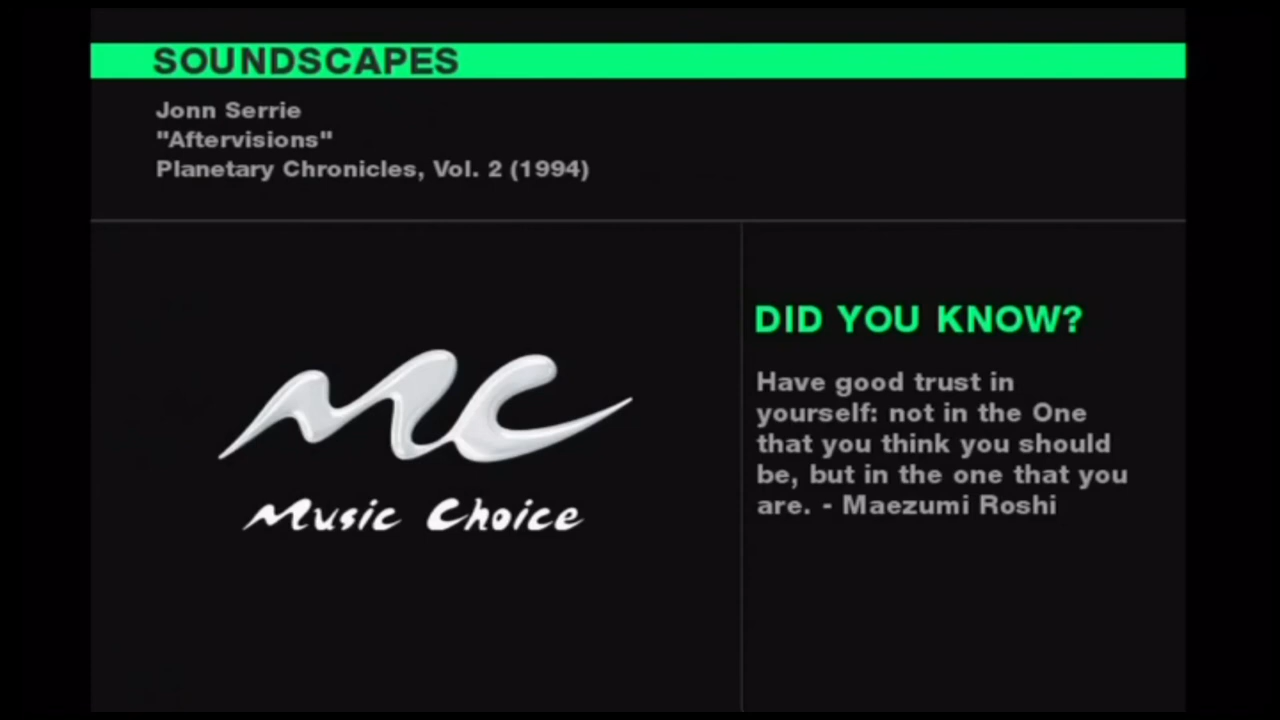 SOUNDSCAPES
Jonn Serrie
"Aftervisions"
Planetary Chronicles, Vol. 2 (1994)
MC
Music Choice
DID YOU KNOW?
Have good trust in
yourself: not in the One
that you think you should
be, but in the one that you
are. - Maezumi Roshi